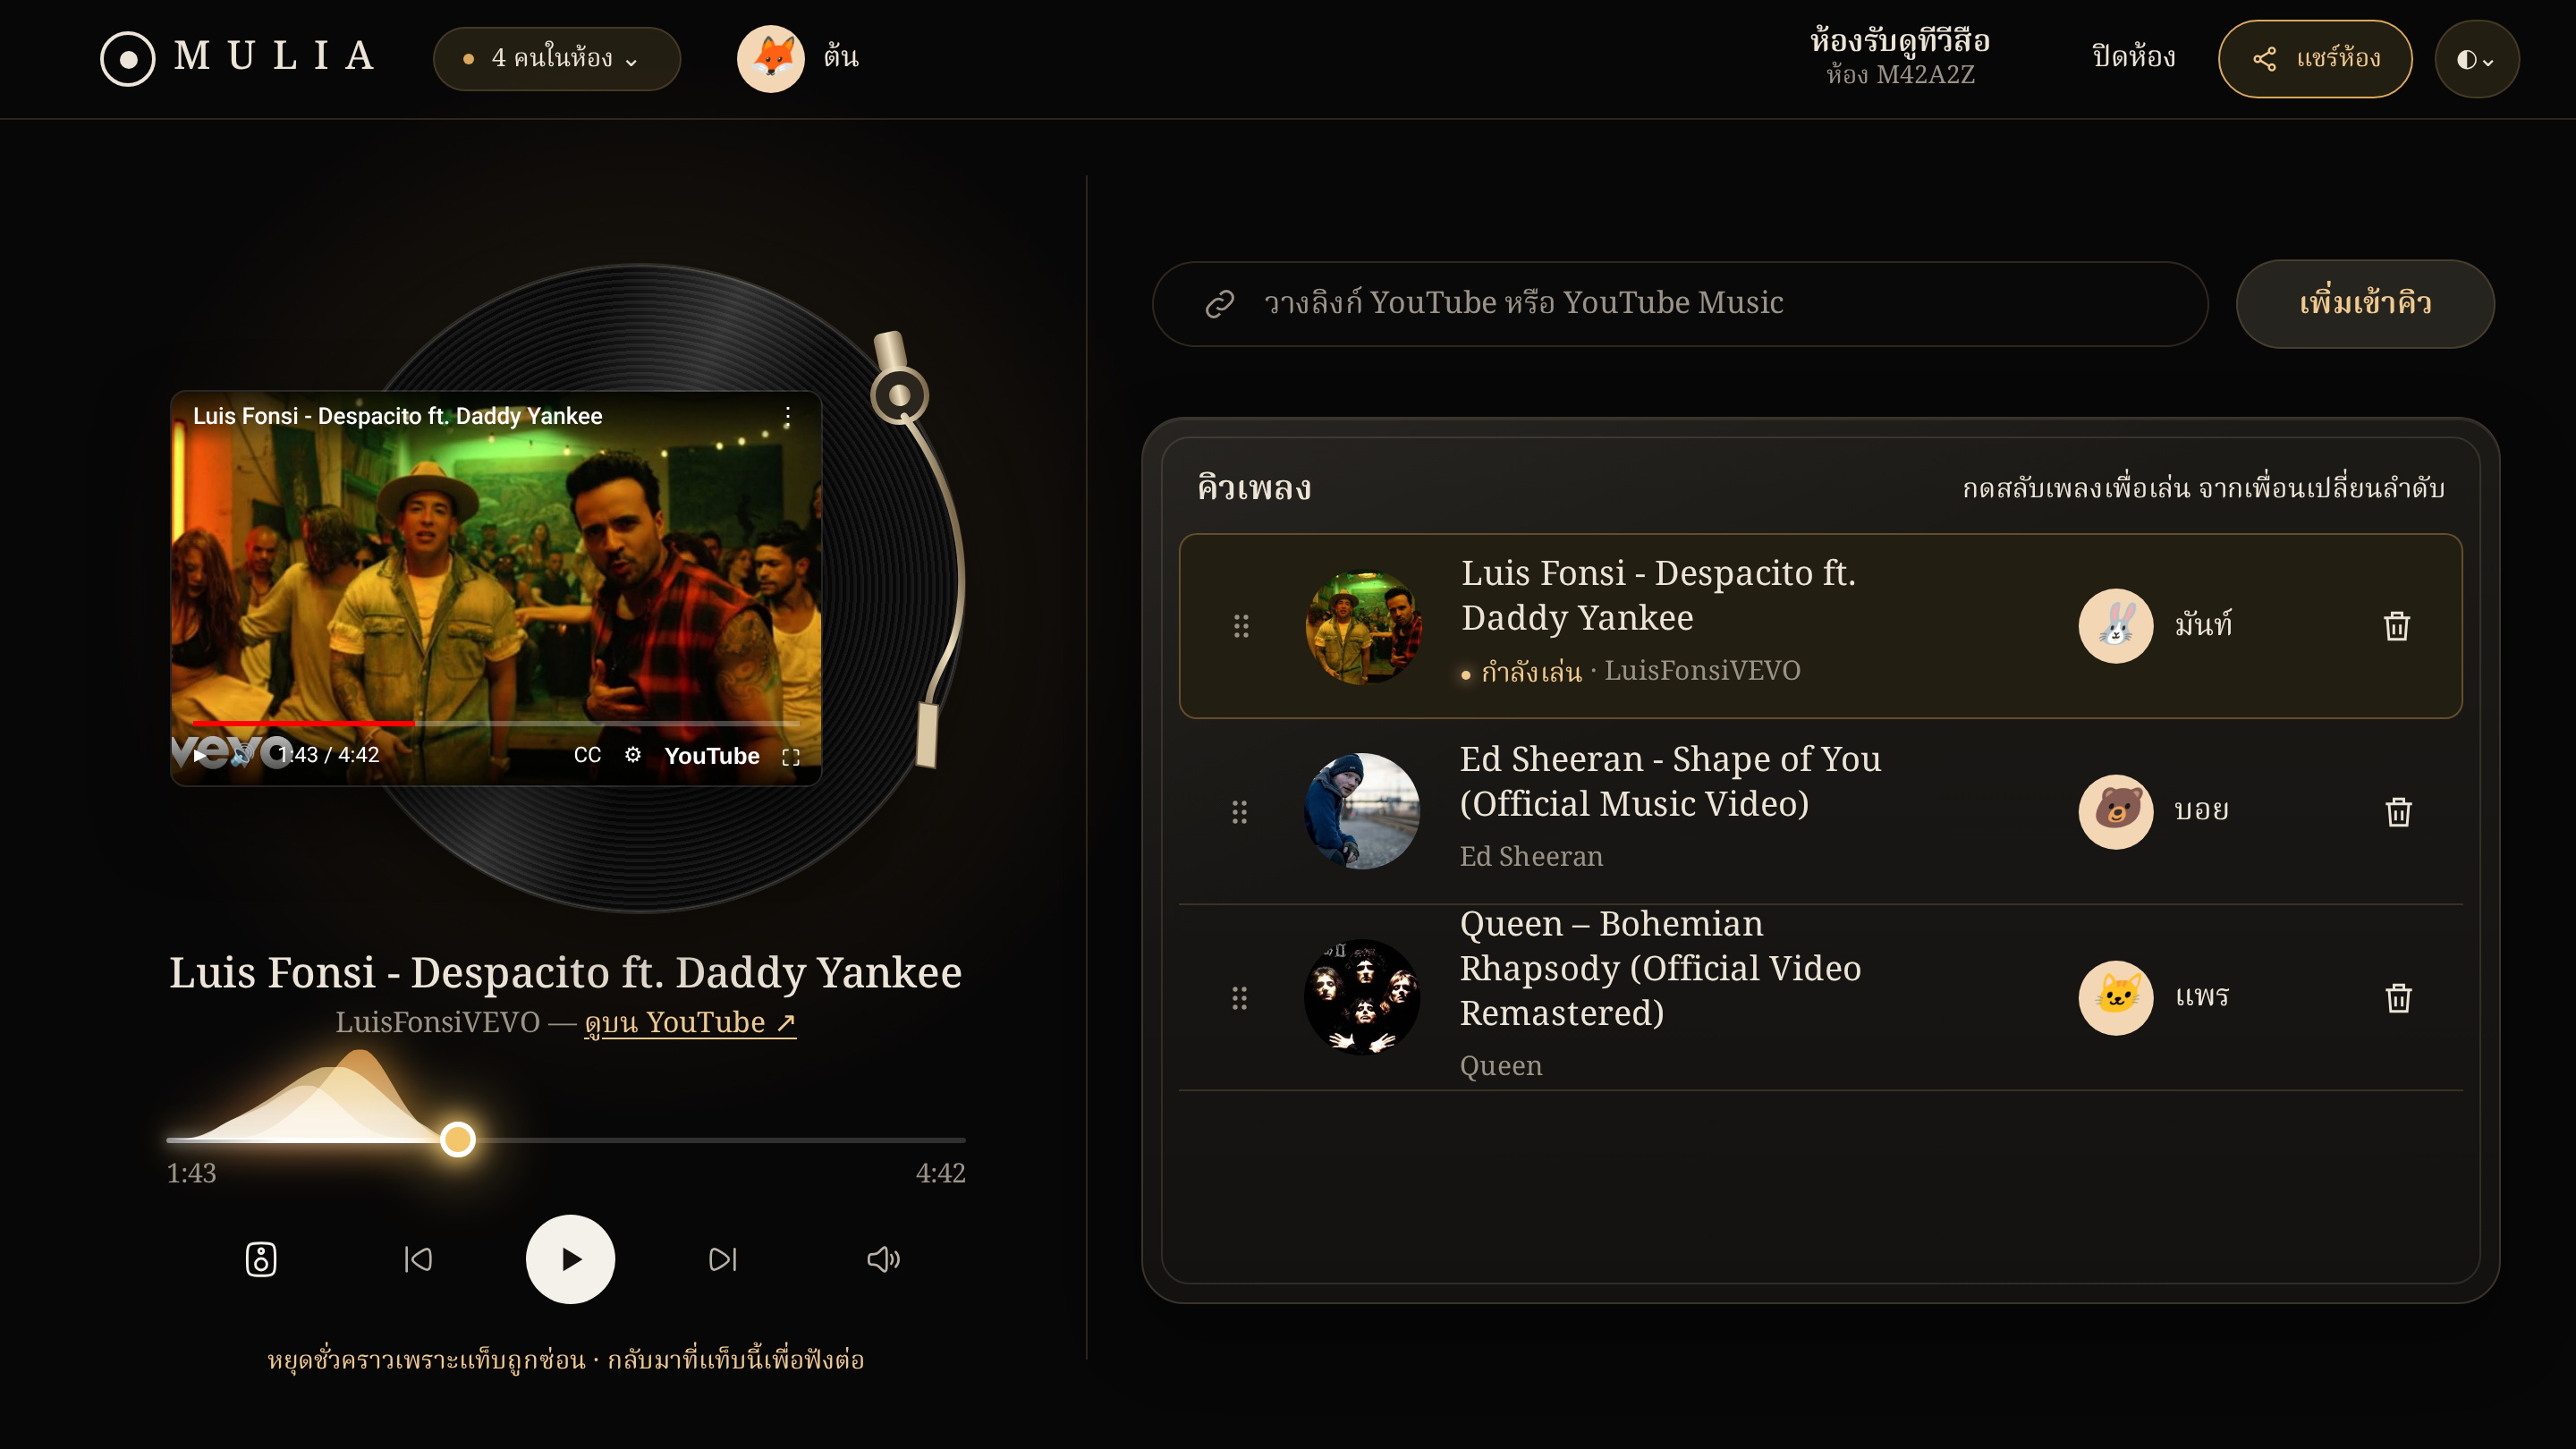 MULIA
4 คนในห้อง
ต้น
ห้องรับดูทีวีสือ
ห้อง M42A2Z
ปิดห้อง
แชร์ห้อง
Luis Fonsi - Despacito ft. Daddy Yankee
vevo
1:43 / 4:42
CC
YouTube
Luis Fonsi - Despacito ft. Daddy Yankee
LuisFonsiVEVO — ดูบน YouTube ↗
1:43
4:42
หยุดชั่วคราวเพราะแท็บถูกซ่อน · กลับมาที่แท็บนี้เพื่อฟังต่อ
วางลิงก์ YouTube หรือ YouTube Music
เพิ่มเข้าคิว
คิวเพลง
กดสลับเพลงเพื่อเล่น จากเพื่อนเปลี่ยนลำดับ
Luis Fonsi - Despacito ft.
Daddy Yankee
กำลังเล่น · LuisFonsiVEVO
มันท์
Ed Sheeran - Shape of You
(Official Music Video)
Ed Sheeran
บอย
Queen – Bohemian
Rhapsody (Official Video
Remastered)
Queen
แพร